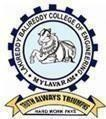 LAKIREDDY BALIREDDY COLLEGE OF ENGINEERING
MYLAVARAM
TRUTH ALWAYS TRIUMPHS
HARD WORK PAYS